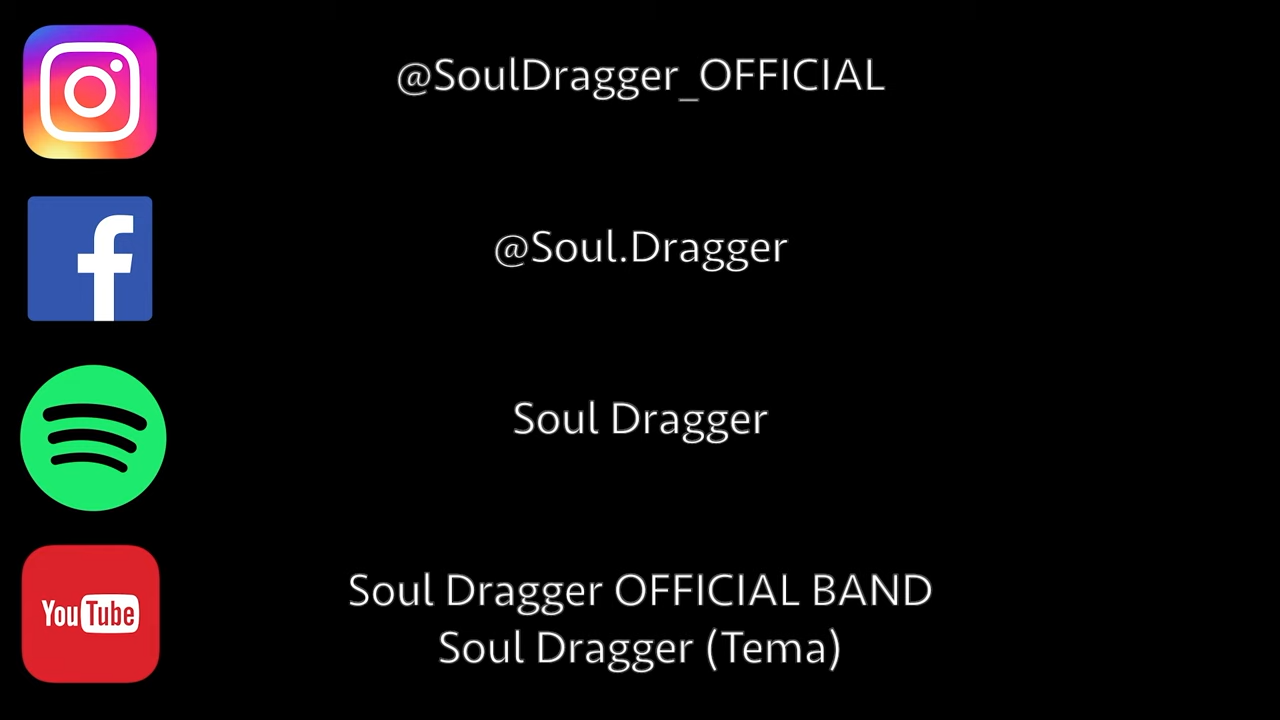 @SoulDragger_OFFICIAL
@Soul.Dragger
Soul Dragger
YouTube
Soul Dragger OFFICIAL BAND
Soul Dragger (Tema)